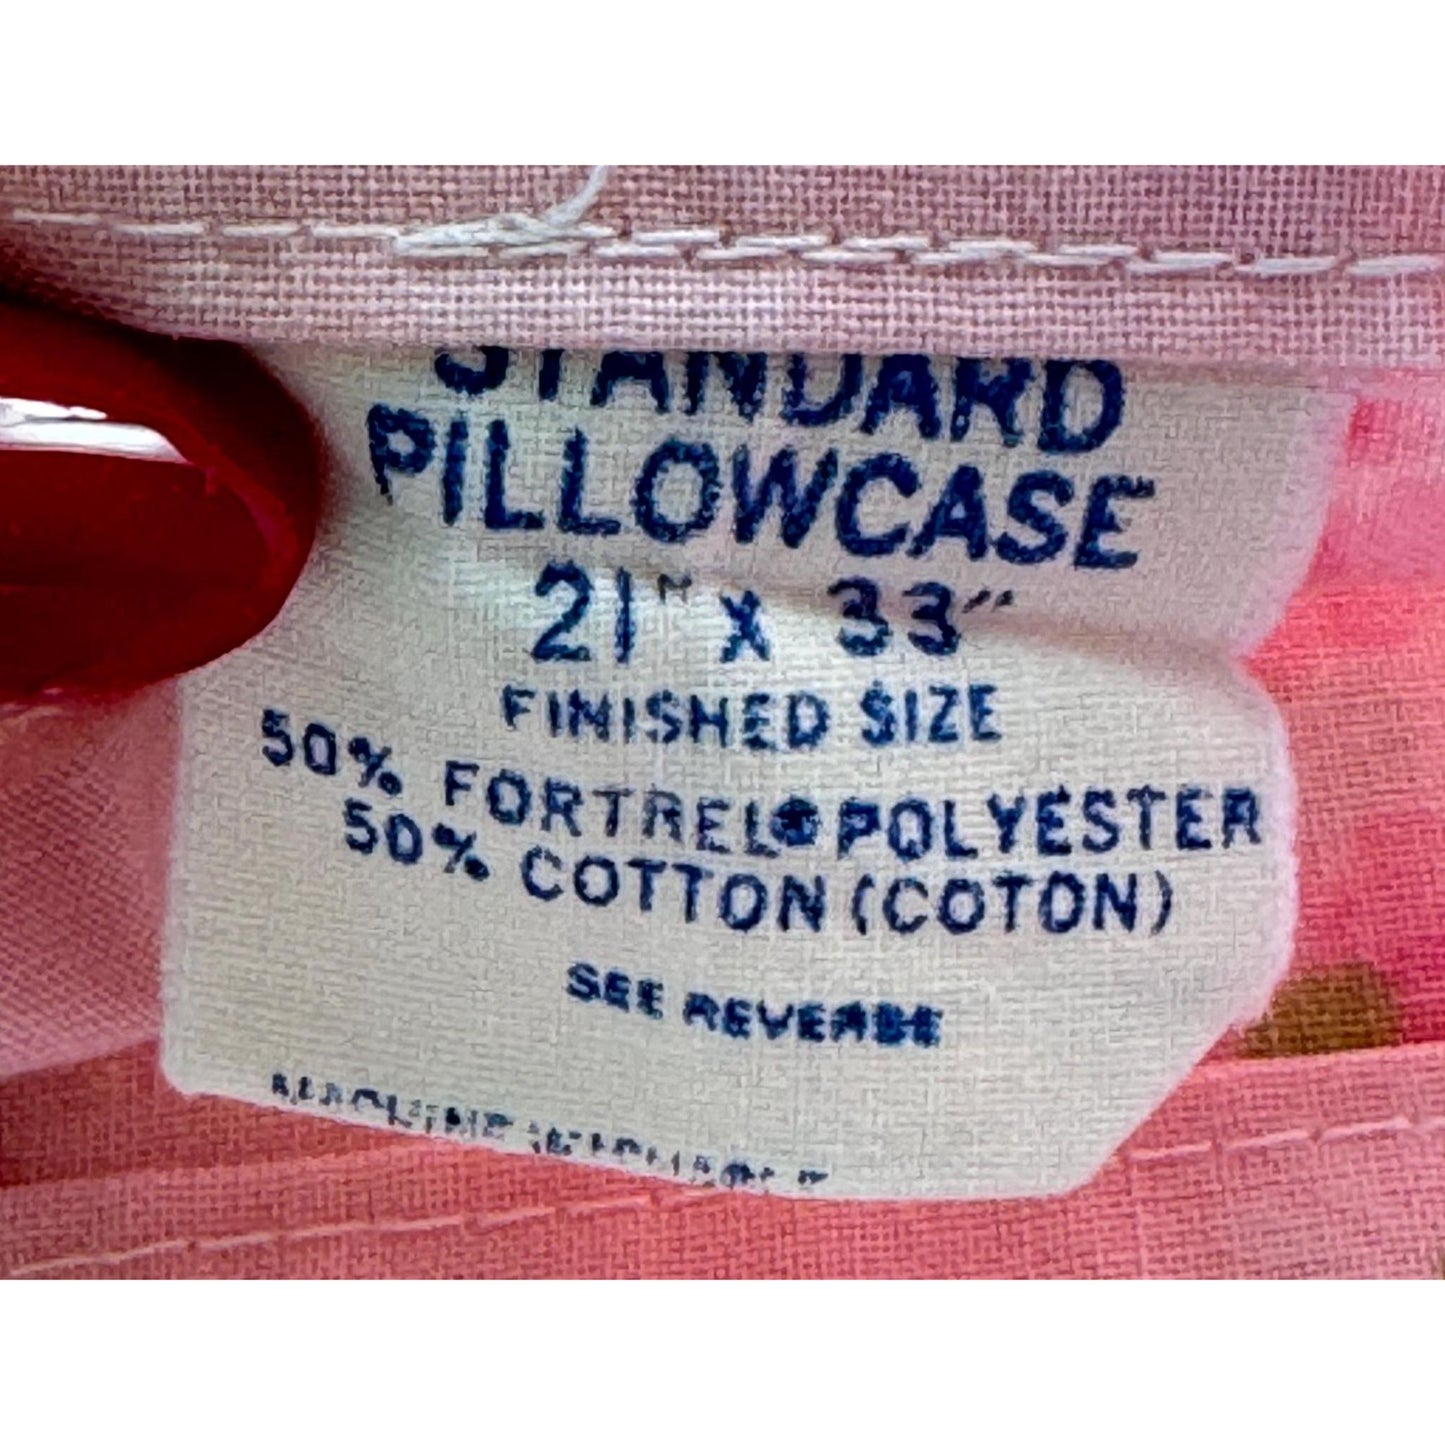 STANDARD
PILLOWCASE
21" X 33"
FINISHED SIZE
50% FORTREL® POLYESTER
50% COTTON (COTON)
SEE REVERSE